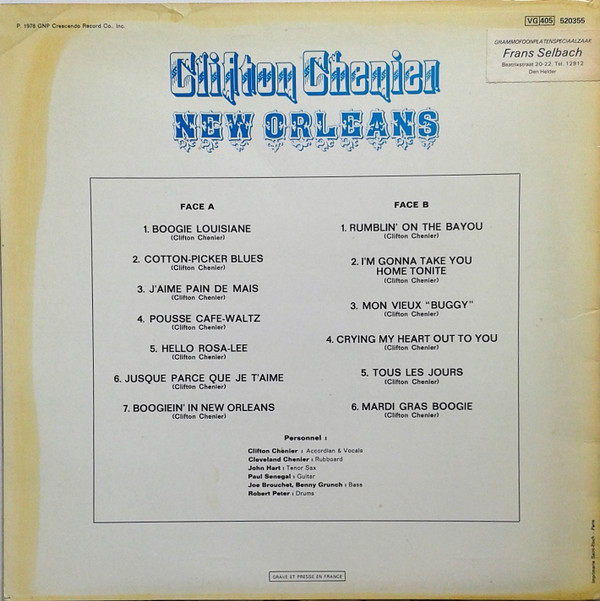 P. 1978 GNP Crescendo Record Co., Inc.
VG 405 520355
GRAMMOFOONPLATENSPECIAALZAAK
Frans Selbach
Beatrixstraat 20-22 Tel. 12912
Den Helder
Clifton Chenier
NEW ORLEANS
FACE A
1. BOOGIE LOUISIANE
(Clifton Chenier)
2. COTTON-PICKER BLUES
(Clifton Chenier)
3. J'AIME PAIN DE MAIS
(Clifton Chenier)
4. POUSSE CAFE-WALTZ
(Clifton Chenier)
5. HELLO ROSA-LEE
(Clifton Chenier)
6. JUSQUE PARCE QUE JE T'AIME
(Clifton Chenier)
7. BOOGIEIN' IN NEW ORLEANS
(Clifton Chenier)
FACE B
1. RUMBLIN' ON THE BAYOU
(Clifton Chenier)
2. I'M GONNA TAKE YOU
HOME TONITE
(Clifton Chenier)
3. MON VIEUX "BUGGY"
(Clifton Chenier)
4. CRYING MY HEART OUT TO YOU
(Clifton Chenier)
5. TOUS LES JOURS
(Clifton Chenier)
6. MARDI GRAS BOOGIE
(Clifton Chenier)
Personnel :
Clifton Chènier : Accordian & Vocals
Cleveland Chenier : Rubboard
John Hart : Tenor Sax
Paul Senegal : Guitar
Joe Brouchet, Benny Grunch : Base
Robert Peter : Drums
GRAVE ET PRESSE EN FRANCE
Imprimerie Saint-Roch - Paris